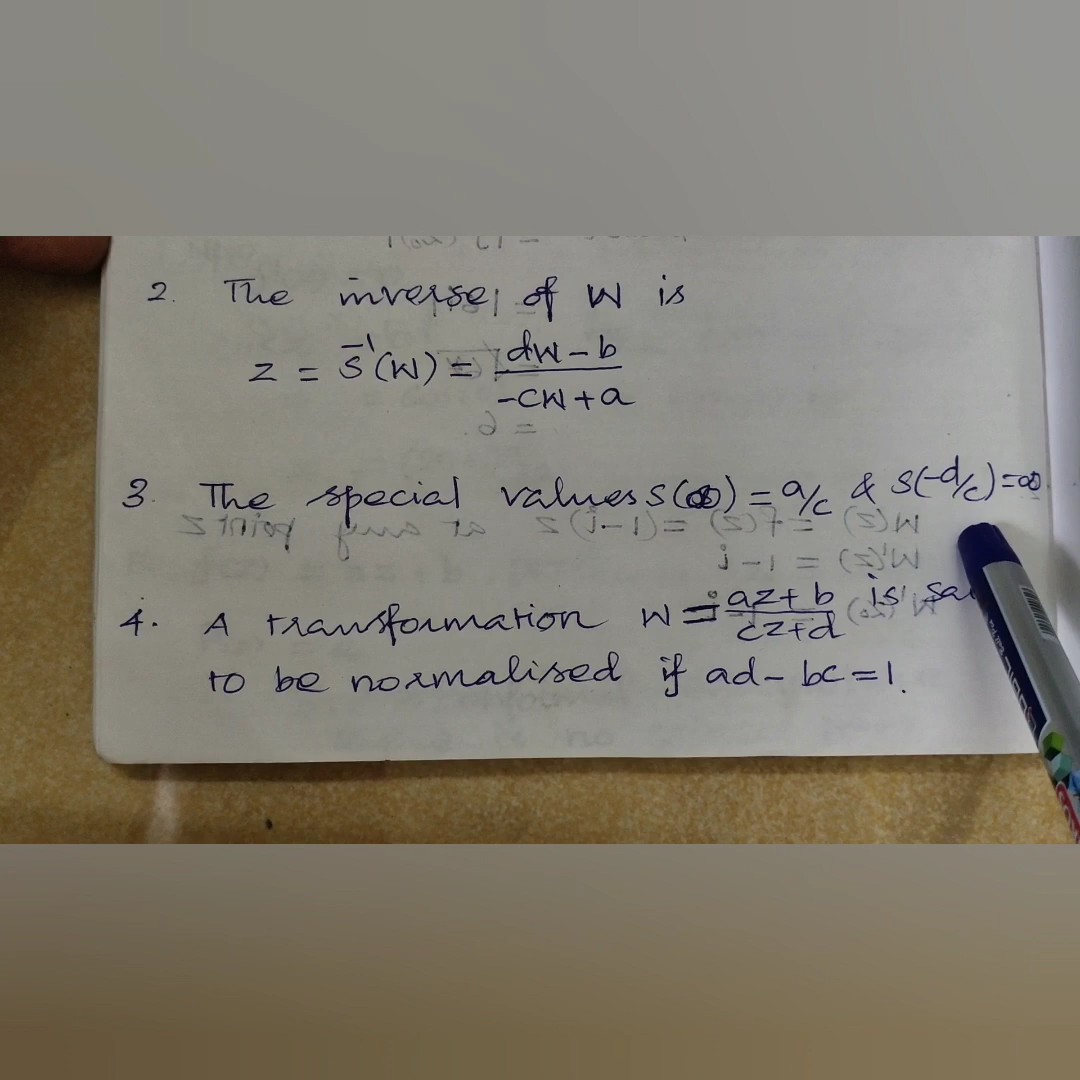 2. The inverse of W is
z = S⁻¹(W) = (dW - b)/(-cW + a)
3. The special values S(∞) = a/c & S(-d/c) = ∞.
4. A transformation W = (az + b)/(cz + d) is
to be normalised if ad - bc = 1.